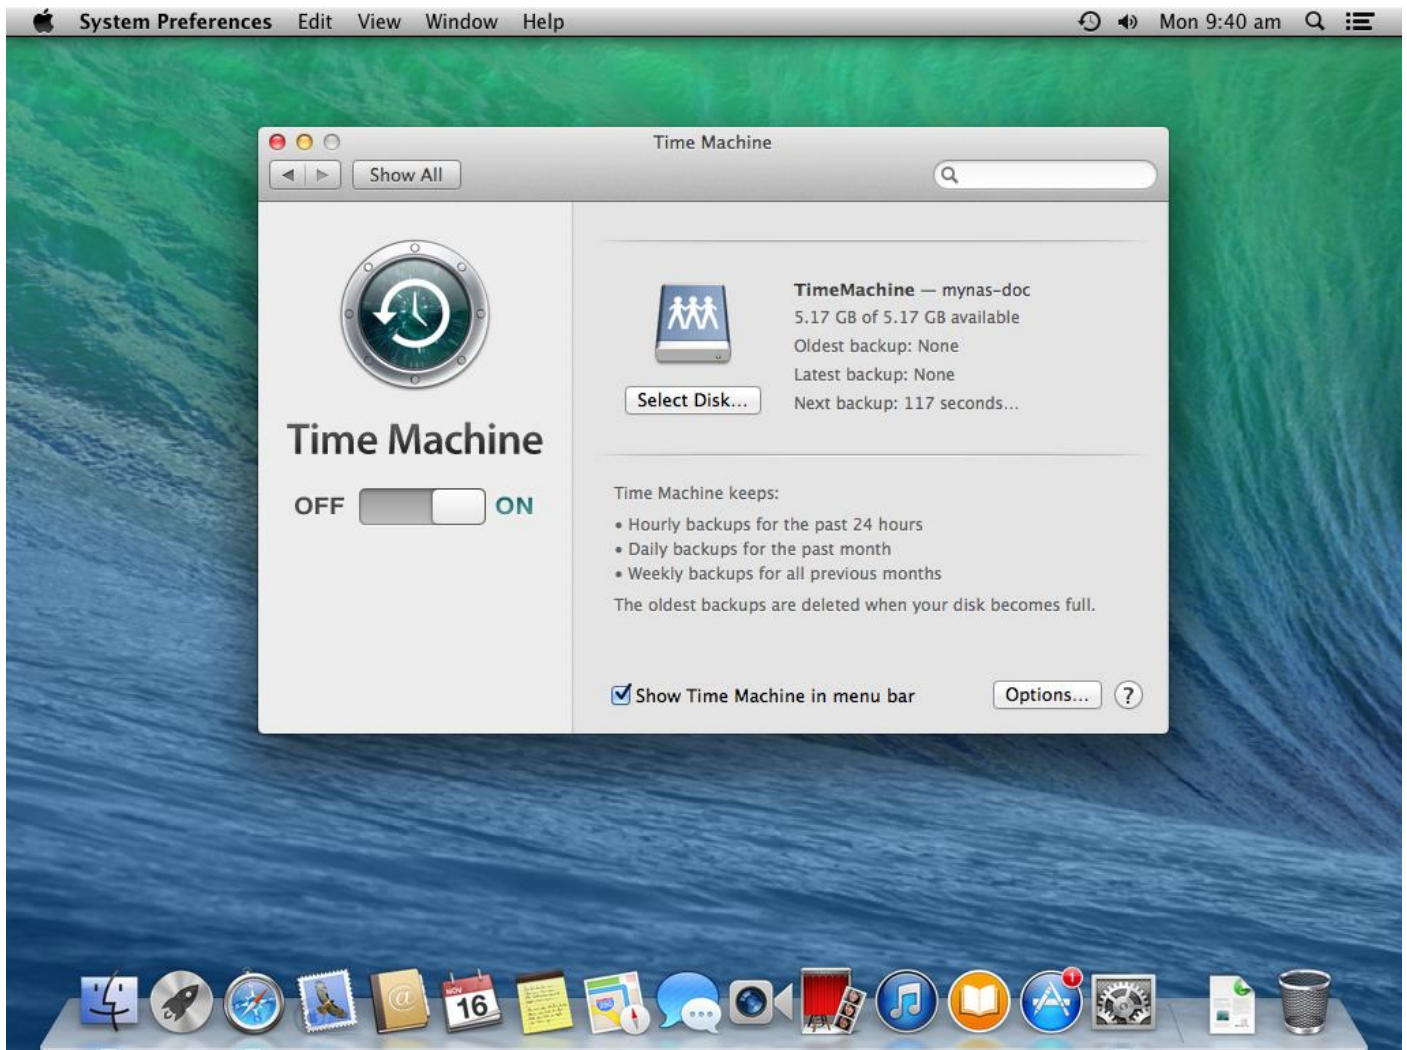 System Preferences Edit View Window Help Mon 9:40 am
Time Machine
Show All
TimeMachine — mynas-doc
5.17 GB of 5.17 GB available
Oldest backup: None
Latest backup: None
Select Disk...
Next backup: 117 seconds...
Time Machine
OFF ON
Time Machine keeps:
• Hourly backups for the past 24 hours
• Daily backups for the past month
• Weekly backups for all previous months
The oldest backups are deleted when your disk becomes full.
Show Time Machine in menu bar
Options...
?
@
NOV
16
280
1